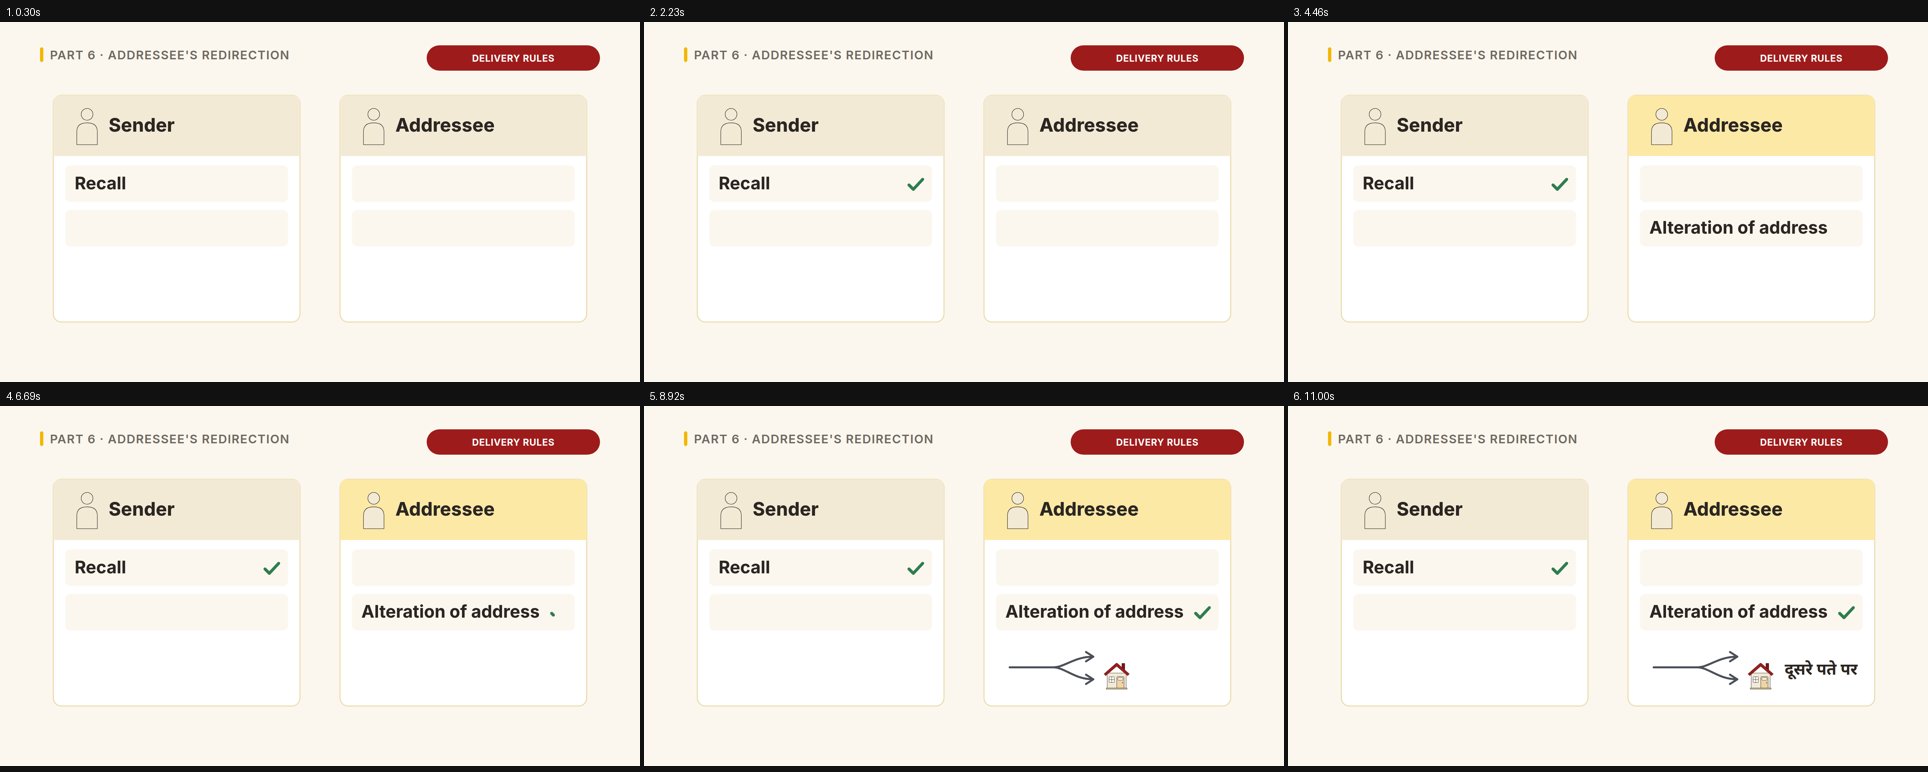 1. 0.30s
PART 6 · ADDRESSEE'S REDIRECTION
DELIVERY RULES
Sender
Addressee
Recall
2. 2.23s
PART 6 · ADDRESSEE'S REDIRECTION
DELIVERY RULES
Sender
Addressee
Recall
3. 4.46s
PART 6 · ADDRESSEE'S REDIRECTION
DELIVERY RULES
Sender
Addressee
Recall
Alteration of address
4. 6.69s
PART 6 · ADDRESSEE'S REDIRECTION
DELIVERY RULES
Sender
Addressee
Recall
Alteration of address
5. 8.92s
PART 6 · ADDRESSEE'S REDIRECTION
DELIVERY RULES
Sender
Addressee
Recall
Alteration of address
6. 11.00s
PART 6 · ADDRESSEE'S REDIRECTION
DELIVERY RULES
Sender
Addressee
Recall
Alteration of address
दूसरे पते पर